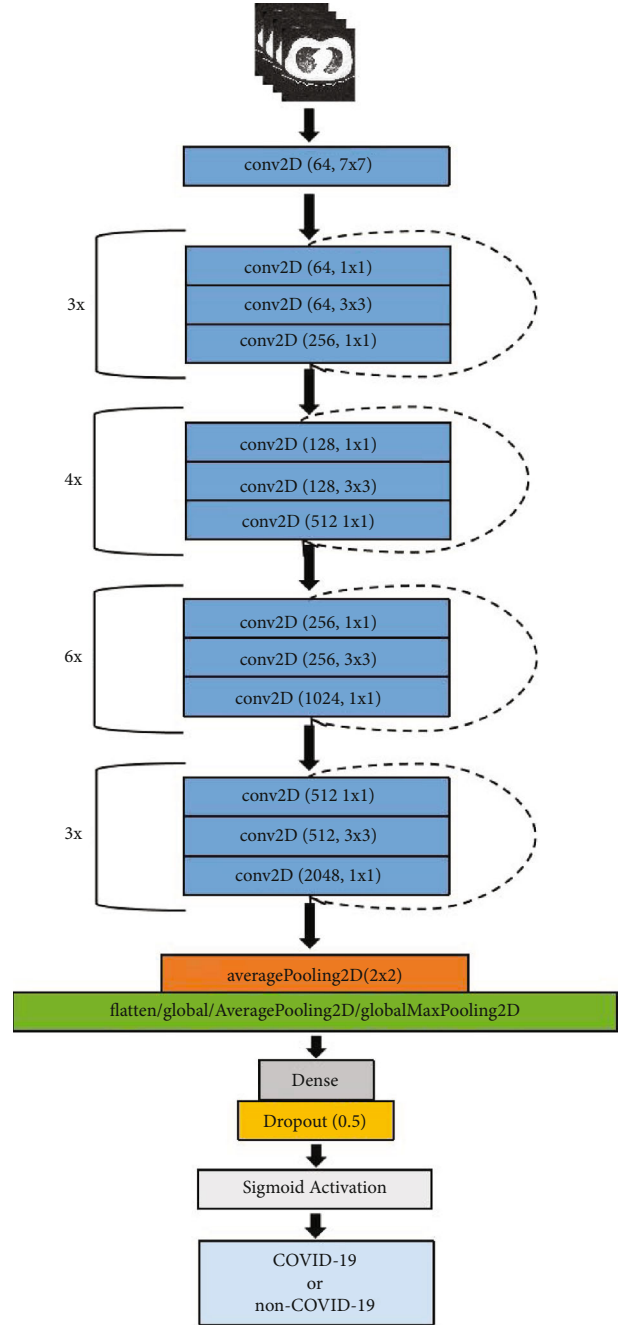 conv2D (64, 7x7)
3x
conv2D (64, 1x1)
conv2D (64, 3x3)
conv2D (256, 1x1)
4x
conv2D (128, 1x1)
conv2D (128, 3x3)
conv2D (512 1x1)
6x
conv2D (256, 1x1)
conv2D (256, 3x3)
conv2D (1024, 1x1)
3x
conv2D (512 1x1)
conv2D (512, 3x3)
conv2D (2048, 1x1)
averagePooling2D(2x2)
flatten/global/AveragePooling2D/globalMaxPooling2D
Dense
Dropout (0.5)
Sigmoid Activation
COVID-19
or
non-COVID-19